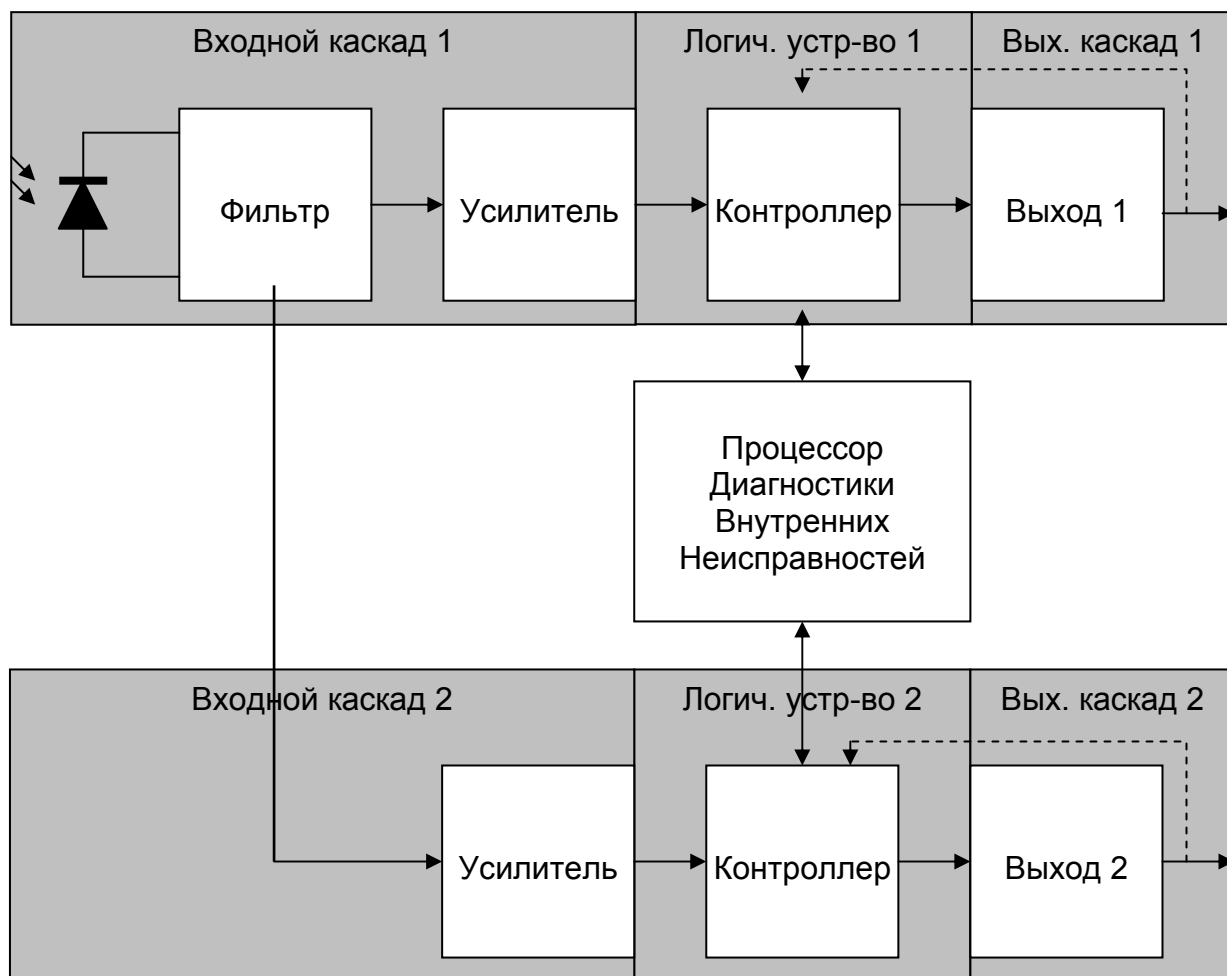 Входной каскад 1
Логич. устр-во 1
Вых. каскад 1
Фильтр
Усилитель
Контроллер
Выход 1
Процессор
Диагностики
Внутренних
Неисправностей
Входной каскад 2
Логич. устр-во 2
Вых. каскад 2
Усилитель
Контроллер
Выход 2